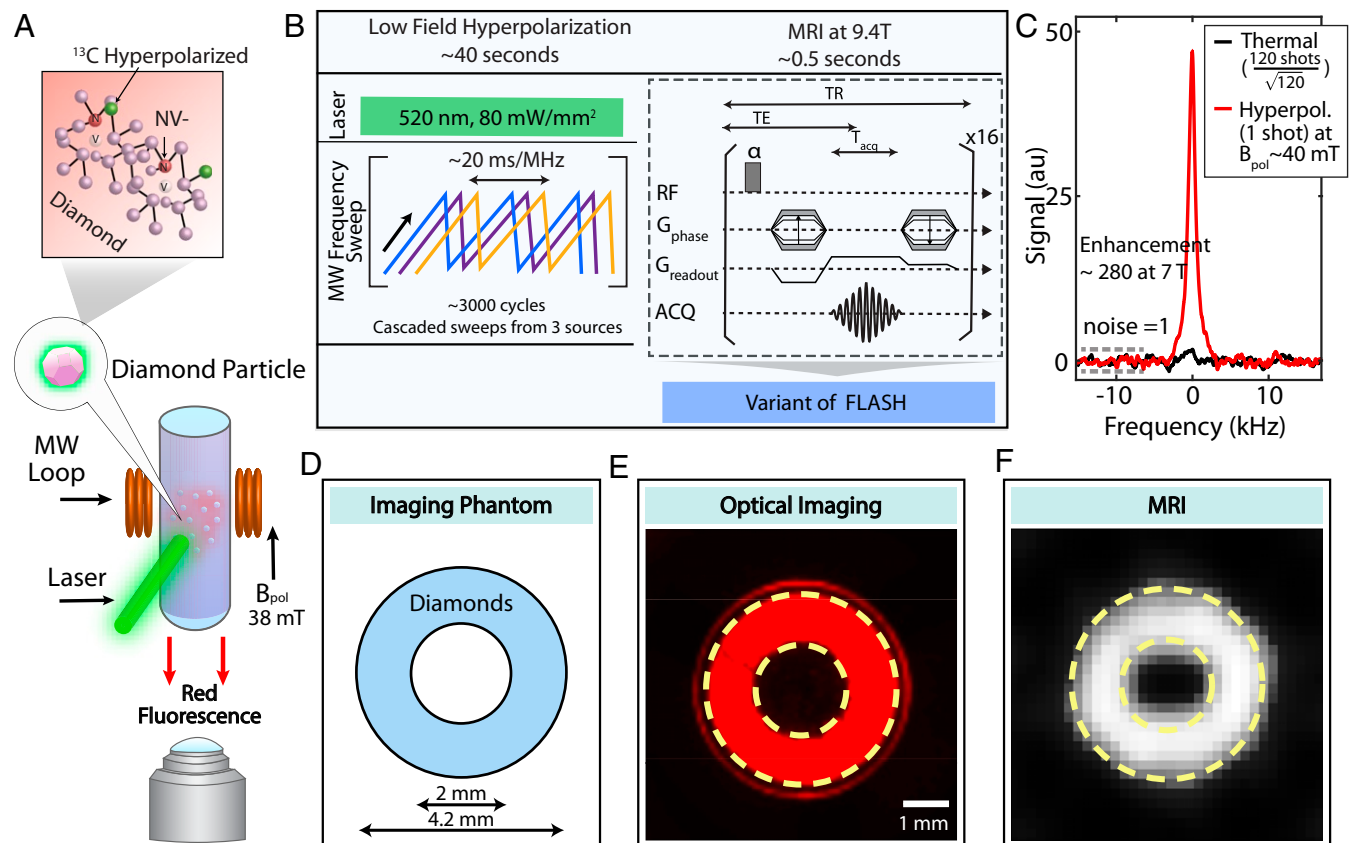 A
¹³C Hyperpolarized
NV-
N
V
N
V
Diamond
Diamond Particle
MW
Loop
Laser
Bpol
38 mT
Red
Fluorescence
B
Low Field Hyperpolarization
~40 seconds
MRI at 9.4T
~0.5 seconds
Laser
520 nm, 80 mW/mm²
MW Frequency
Sweep
~20 ms/MHz
~3000 cycles
Cascaded sweeps from 3 sources
TR
TE
Tacq
x16
α
RF
Gphase
Greadout
ACQ
Variant of FLASH
C
Signal (au)
50
25
0
Thermal
(120 shots/√120)
Hyperpol.
(1 shot) at
Bpol~40 mT
Enhancement
~ 280 at 7 T
noise =1
-10
0
10
Frequency (kHz)
D
Imaging Phantom
Diamonds
2 mm
4.2 mm
E
Optical Imaging
1 mm
F
MRI